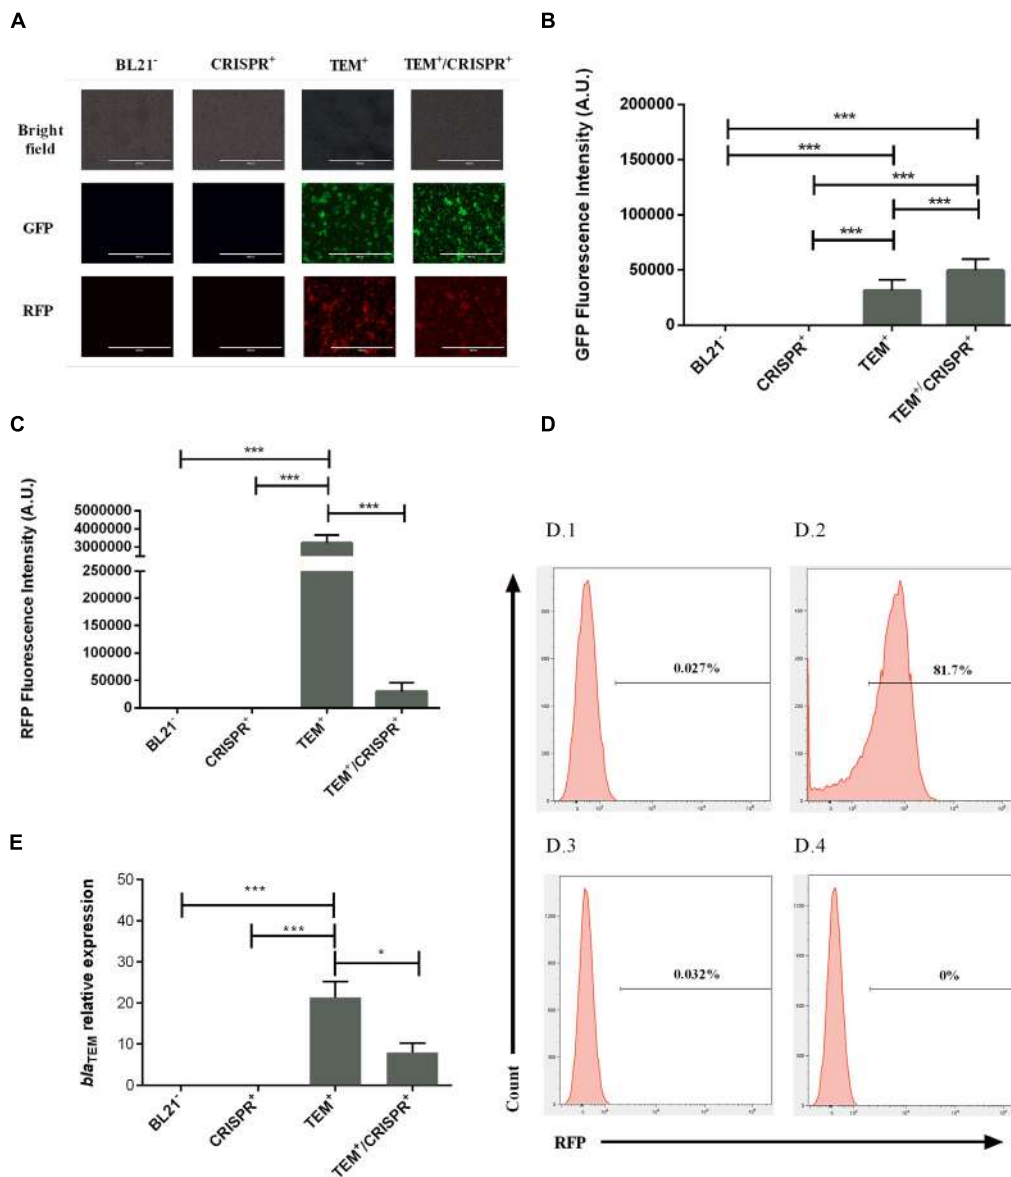 A
BL21- CRISPR+ TEM+ TEM+/CRISPR+
Bright
field
GFP
RFP
B
GFP Fluorescence Intensity (A.U.)
200000
150000
100000
50000
0
***
***
***
***
***
BL21- CRISPR+ TEM+ TEM+/CRISPR+
C
RFP Fluorescence Intensity (A.U.)
5000000
4000000
3000000
250000
200000
150000
100000
50000
0
***
***
***
BL21- CRISPR+ TEM+ TEM+/CRISPR+
D
D.1
0.027%
D.2
81.7%
D.3
0.032%
D.4
0%
Count
RFP
E
blaTEM relative expression
50
40
30
20
10
0
***
***
*
BL21- CRISPR+ TEM+ TEM+/CRISPR+